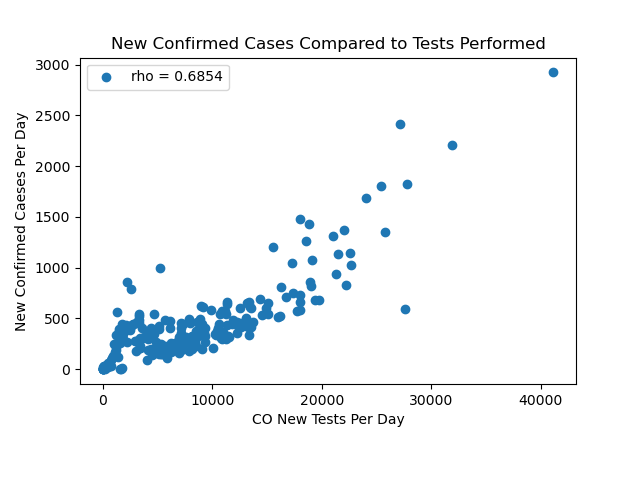 New Confirmed Cases Compared to Tests Performed
rho = 0.6854
3000
2500
2000
1500
1000
500
0
New Confirmed Caeses Per Day
0 10000 20000 30000 40000
CO New Tests Per Day